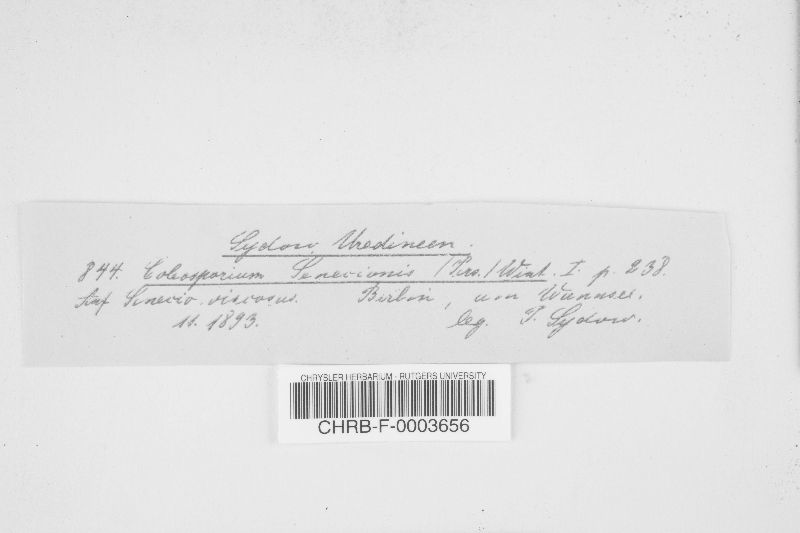 Sydow, Uredineen.
844. Coleosporium Senecionis (Pers.) Wint. I. p. 238.
Auf Senecio viscosus. Berlin, am Wannsee.
11. 1893. leg. P. Sydow.
CHRYSLER HERBARIUM - RUTGERS UNIVERSITY
CHRB-F-0003656